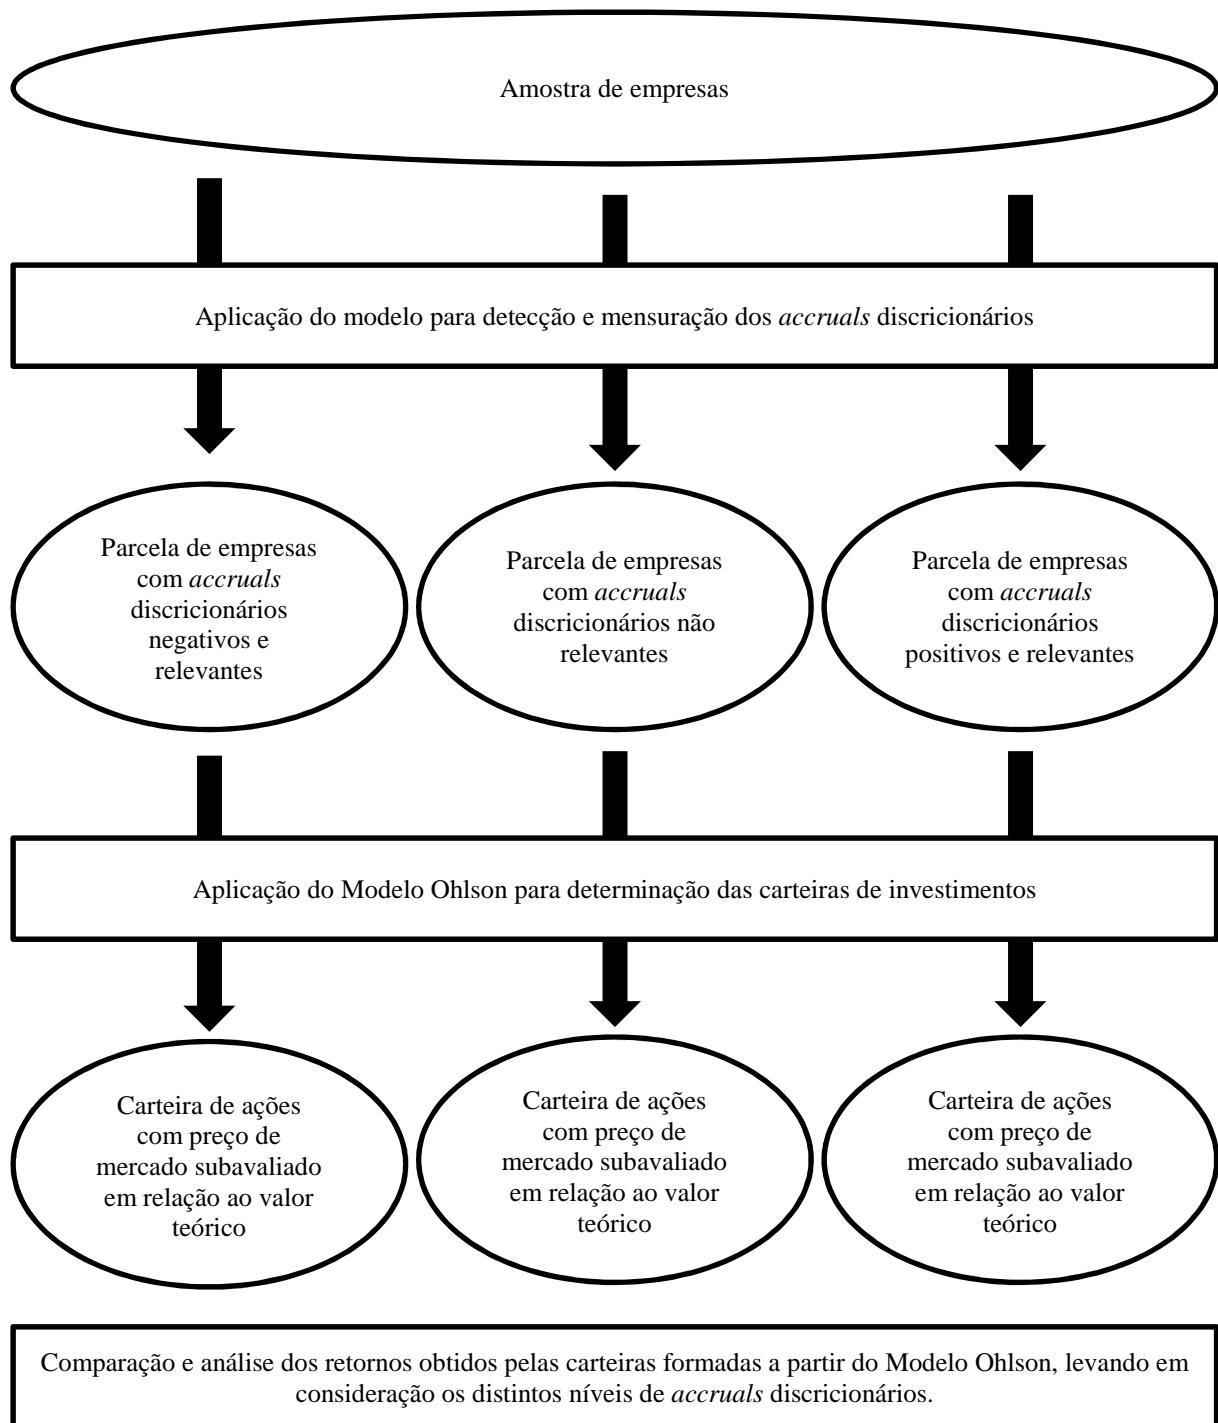 Amostra de empresas
Aplicação do modelo para detecção e mensuração dos accruals discricionários
Parcela de empresas
com accruals
discricionários
negativos e
relevantes
Parcela de empresas
com accruals
discricionários não
relevantes
Parcela de empresas
com accruals
discricionários
positivos e relevantes
Aplicação do Modelo Ohlson para determinação das carteiras de investimentos
Carteira de ações
com preço de
mercado subavaliado
em relação ao valor
teórico
Carteira de ações
com preço de
mercado subavaliado
em relação ao valor
teórico
Carteira de ações
com preço de
mercado subavaliado
em relação ao valor
teórico
Comparação e análise dos retornos obtidos pelas carteiras formadas a partir do Modelo Ohlson, levando em
consideração os distintos níveis de accruals discricionários.